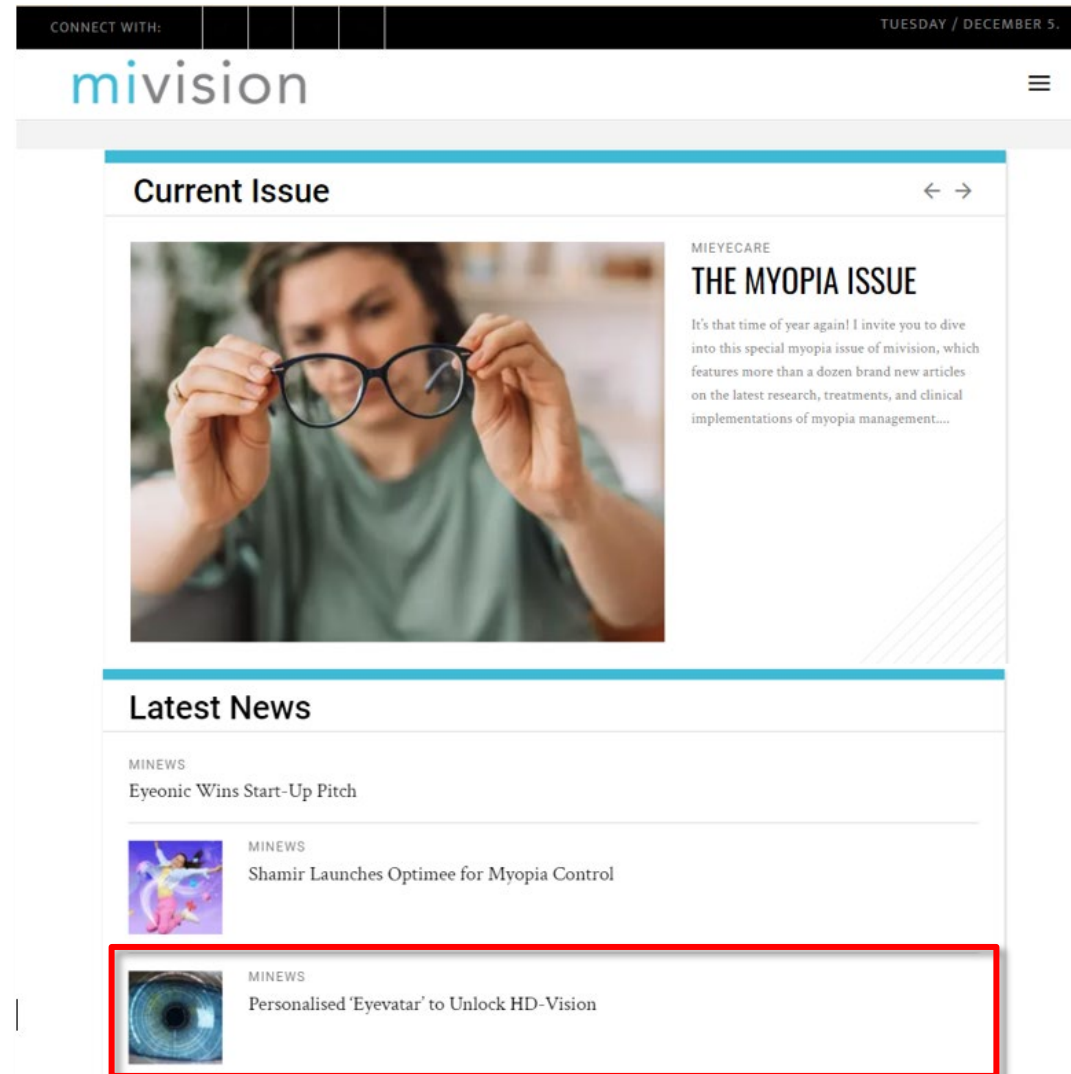 CONNECT WITH:
TUESDAY / DECEMBER 5.
mivision
Current Issue
MIEYECARE
THE MYOPIA ISSUE
It's that time of year again! I invite you to dive
into this special myopia issue of mivision, which
features more than a dozen brand new articles
on the latest research, treatments, and clinical
implementations of myopia management....
Latest News
MINEWS
Eyeonic Wins Start-Up Pitch
MINEWS
Shamir Launches Optimee for Myopia Control
MINEWS
Personalised ‘Eyevatar’ to Unlock HD-Vision